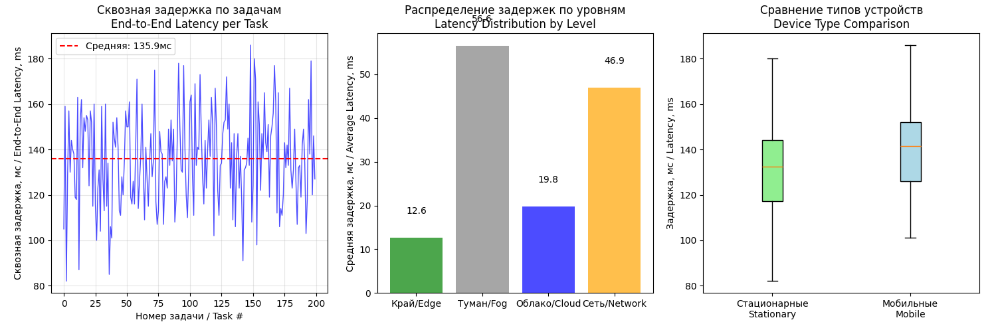 Сквозная задержка по задачам
End-to-End Latency per Task
Сквозная задержка, мс / End-to-End Latency, ms
180
160
140
120
100
80
Средняя: 135.9мс
0
25
50
75
100
125
150
175
200
Номер задачи / Task #
Распределение задержек по уровням
Latency Distribution by Level
Средняя задержка, мс / Average Latency, ms
50
40
30
20
10
0
12.6
56.6
19.8
46.9
Край/Edge
Туман/Fog
Облако/Cloud
Сеть/Network
Сравнение типов устройств
Device Type Comparison
Задержка, мс / Latency, ms
180
160
140
120
100
80
Стационарные
Stationary
Мобильные
Mobile